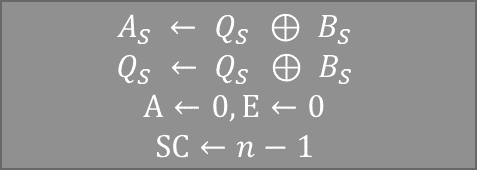 A_S ← Q_S ⊕ B_S
Q_S ← Q_S ⊕ B_S
A ← 0, E ← 0
SC ← n − 1